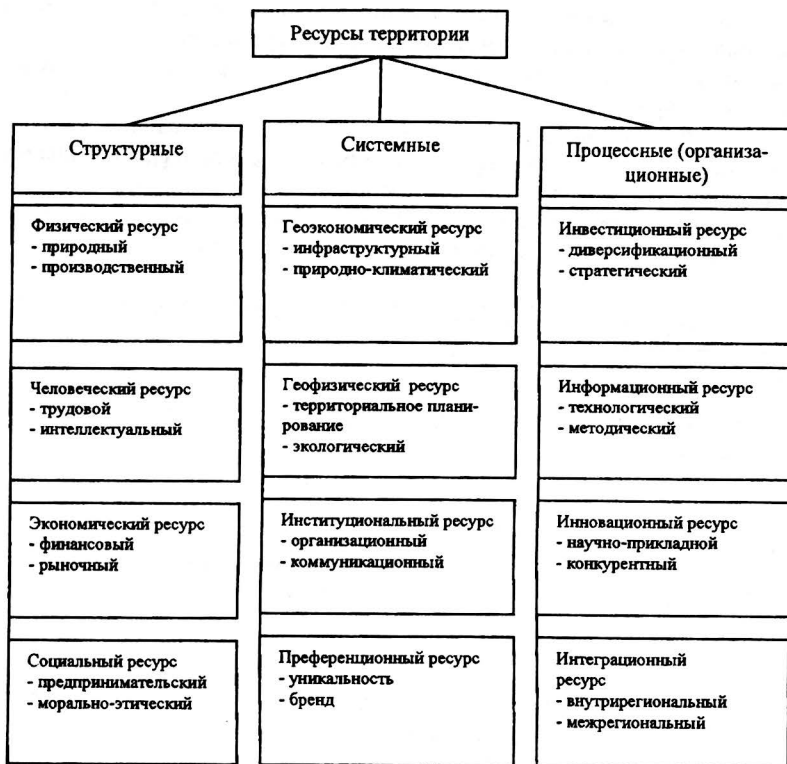 Ресурсы территории
Структурные
Системные
Процессные (организа-
ционные)
Физический ресурс
- природный
- производственный
Геоэкономический ресурс
- инфраструктурный
- природно-климатический
Инвестиционный ресурс
- диверсификационный
- стратегический
Человеческий ресурс
- трудовой
- интеллектуальный
Геофизический ресурс
- территориальное плани-
рование
- экологический
Информационный ресурс
- технологический
- методический
Экономический ресурс
- финансовый
- рыночный
Институциональный ресурс
- организационный
- коммуникационный
Инновационный ресурс
- научно-прикладной
- конкурентный
Социальный ресурс
- предпринимательский
- морально-этический
Преференционный ресурс
- уникальность
- бренд
Интеграционный
ресурс
- внутрирегиональный
- межрегиональный